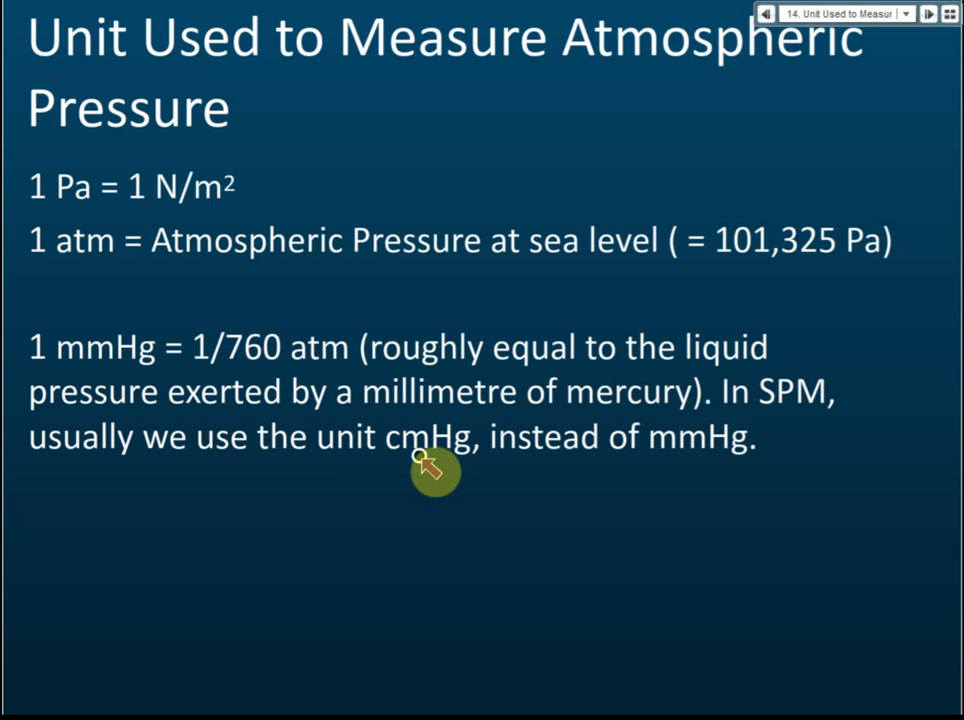 14. Unit Used to Measur
Unit Used to Measure Atmospheric
Pressure
1 Pa = 1 N/m²
1 atm = Atmospheric Pressure at sea level ( = 101,325 Pa)
1 mmHg = 1/760 atm (roughly equal to the liquid
pressure exerted by a millimetre of mercury). In SPM,
usually we use the unit cmHg, instead of mmHg.